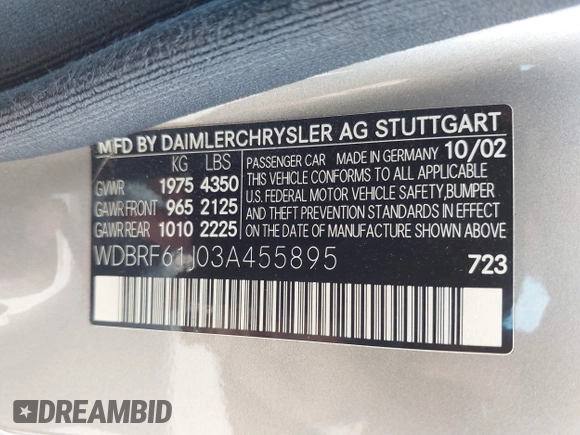 MFD BY DAIMLERCHRYSLER AG STUTTGART
KG LBS
GVWR 1975 4350
GAWR FRONT 965 2125
GAWR REAR 1010 2225
PASSENGER CAR MADE IN GERMANY 10/02
THIS VEHICLE CONFORMS TO ALL APPLICABLE
U.S. FEDERAL MOTOR VEHICLE SAFETY, BUMPER
AND THEFT PREVENTION STANDARDS IN EFFECT
ON THE DATE OF MANUFACTURE SHOWN ABOVE.
WDBRF61J03A455895
723
DREAMBID